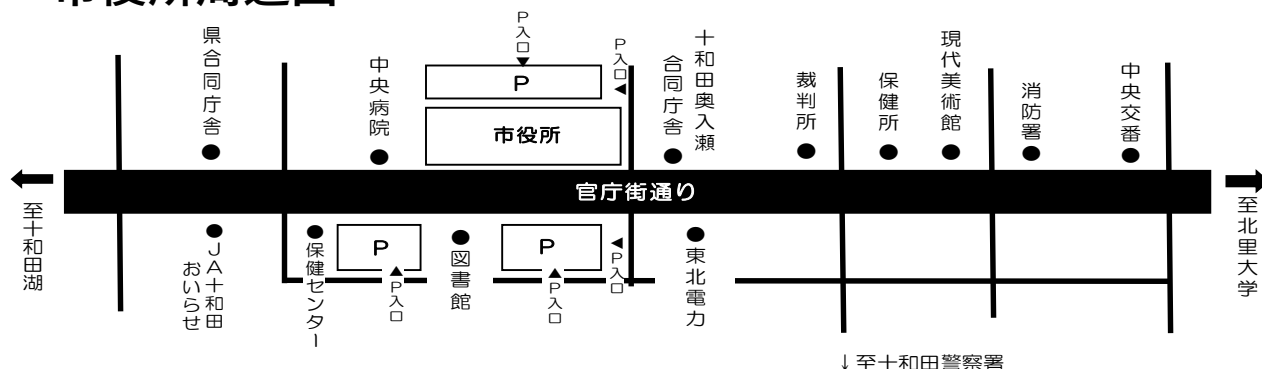 市役所周辺図
県合同庁舎
中央病院
P入口
P入口
P
市役所
十和田奥入瀬
合同庁舎
裁判所
保健所
現代美術館
消防署
中央交番
官庁街通り
至十和田湖
至北里大学
JA十和田
おいらせ
保健センター
P
P入口
図書館
P
P入口
P入口
東北電力
↓至十和田警察署